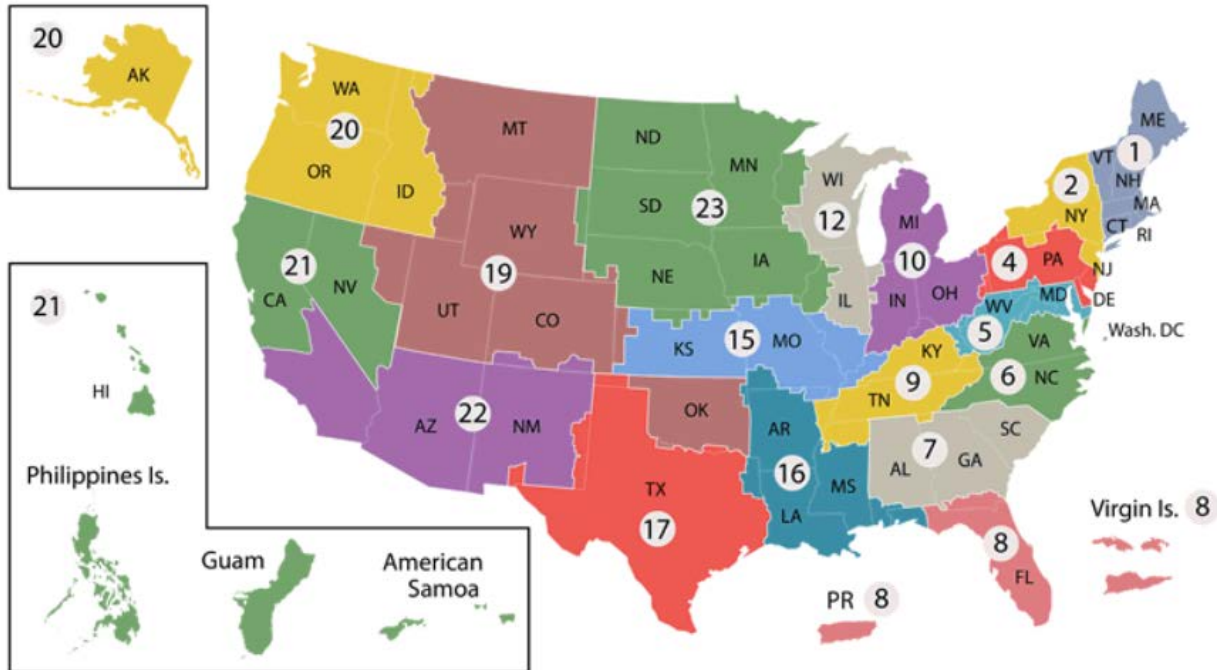 20
AK
WA
20
OR
ID
MT
ND
MN
WI
ME
VT
1
NH
MA
CT
RI
2
NY
SD
23
12
MI
WY
21
NV
CA
19
NE
IA
10
4
PA
NJ
UT
CO
IL
IN
OH
WV
MD
DE
Wash. DC
5
VA
KS
15
MO
KY
6
NC
9
TN
AZ
22
NM
OK
AR
SC
7
AL
GA
16
MS
TX
17
LA
8
FL
21
HI
Philippines Is.
Guam
American
Samoa
PR 8
Virgin Is. 8